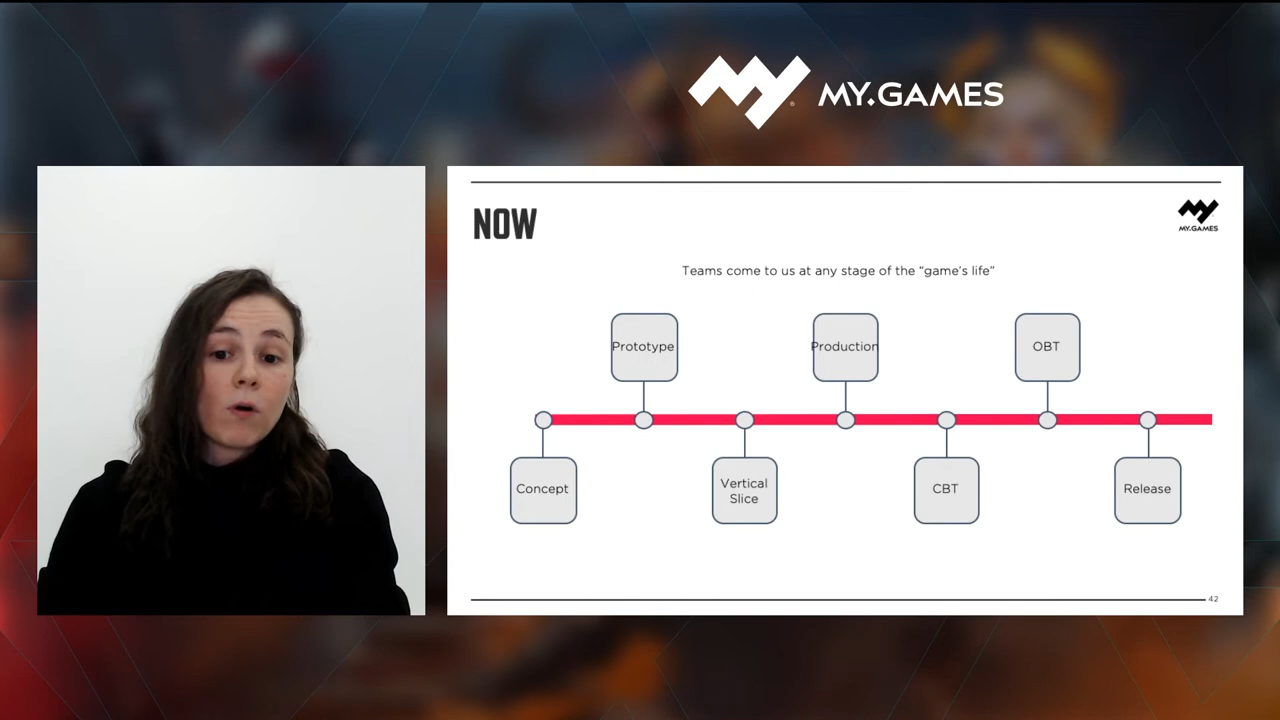 MY.GAMES
NOW
MY.GAMES
Teams come to us at any stage of the “game’s life”
Prototype
Production
OBT
Concept
Vertical
Slice
CBT
Release
42